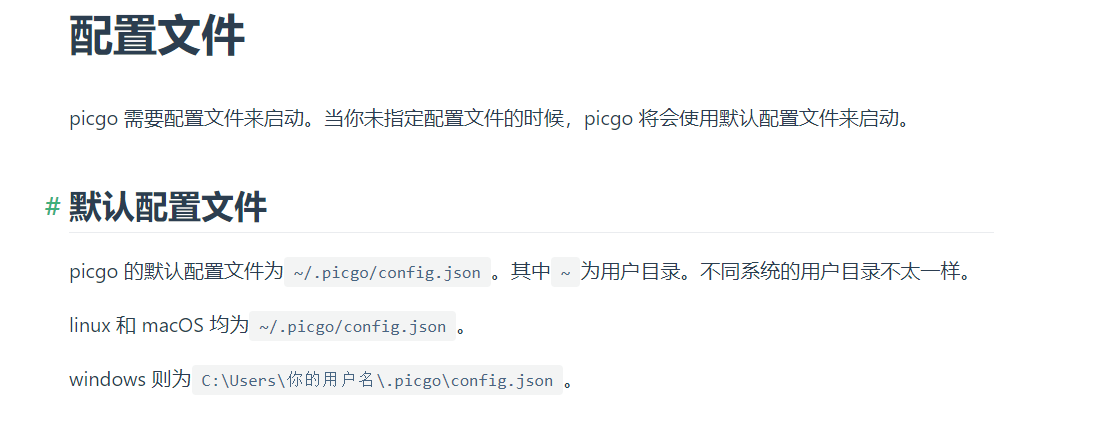 配置文件
picgo 需要配置文件来启动。当你未指定配置文件的时候，picgo 将会使用默认配置文件来启动。
# 默认配置文件
picgo 的默认配置文件为 ~/.picgo/config.json 。其中 ~ 为用户目录。不同系统的用户目录不太一样。
linux 和 macOS 均为 ~/.picgo/config.json 。
windows 则为 C:\Users\你的用户名\.picgo\config.json 。